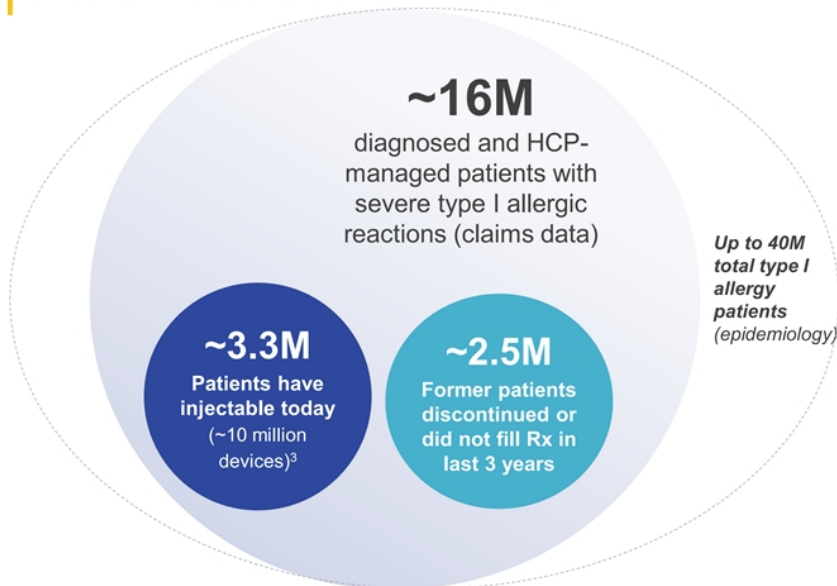 ~16M
diagnosed and HCP-
managed patients with
severe type I allergic
reactions (claims data)
Up to 40M
total type I
allergy
patients
(epidemiology)
~3.3M
Patients have
injectable today
(~10 million
devices)³
~2.5M
Former patients
discontinued or
did not fill Rx in
last 3 years